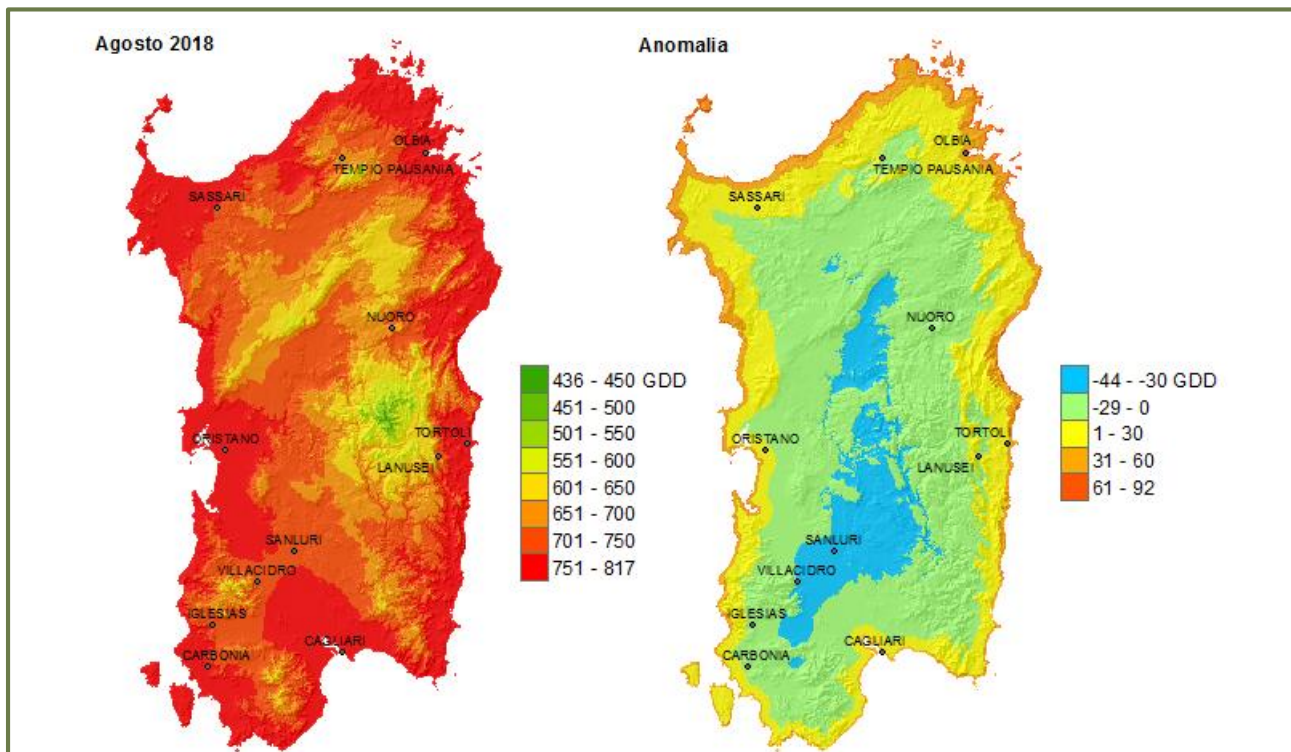 Agosto 2018
OLBIA
TEMPIO PAUSANIA
SASSARI
NUORO
ORISTANO
TORTOLI
LANUSEI
SANLURI
VILLACIDRO
IGLESIAS
CAGLIARI
CARBONIA
436 - 450 GDD
451 - 500
501 - 550
551 - 600
601 - 650
651 - 700
701 - 750
751 - 817
Anomalia
OLBIA
TEMPIO PAUSANIA
SASSARI
NUORO
ORISTANO
TORTOLI
LANUSEI
SANLURI
VILLACIDRO
IGLESIAS
CAGLIARI
CARBONIA
-44 - -30 GDD
-29 - 0
1 - 30
31 - 60
61 - 92